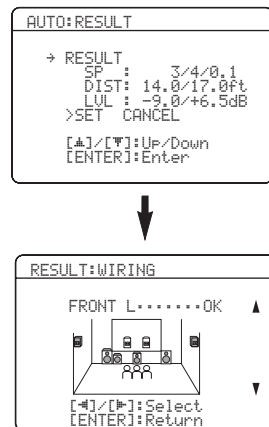 AUTO:RESULT
→ RESULT
SP : 3/4/0.1
DIST: 14.0/17.0ft
LVL : -9.0/+6.5dB
>SET CANCEL
[▲]/[▼]:Up/Down
[ENTER]:Enter
RESULT:WIRING
FRONT L·······OK
[◀]/[▶]:Select
[ENTER]:Return